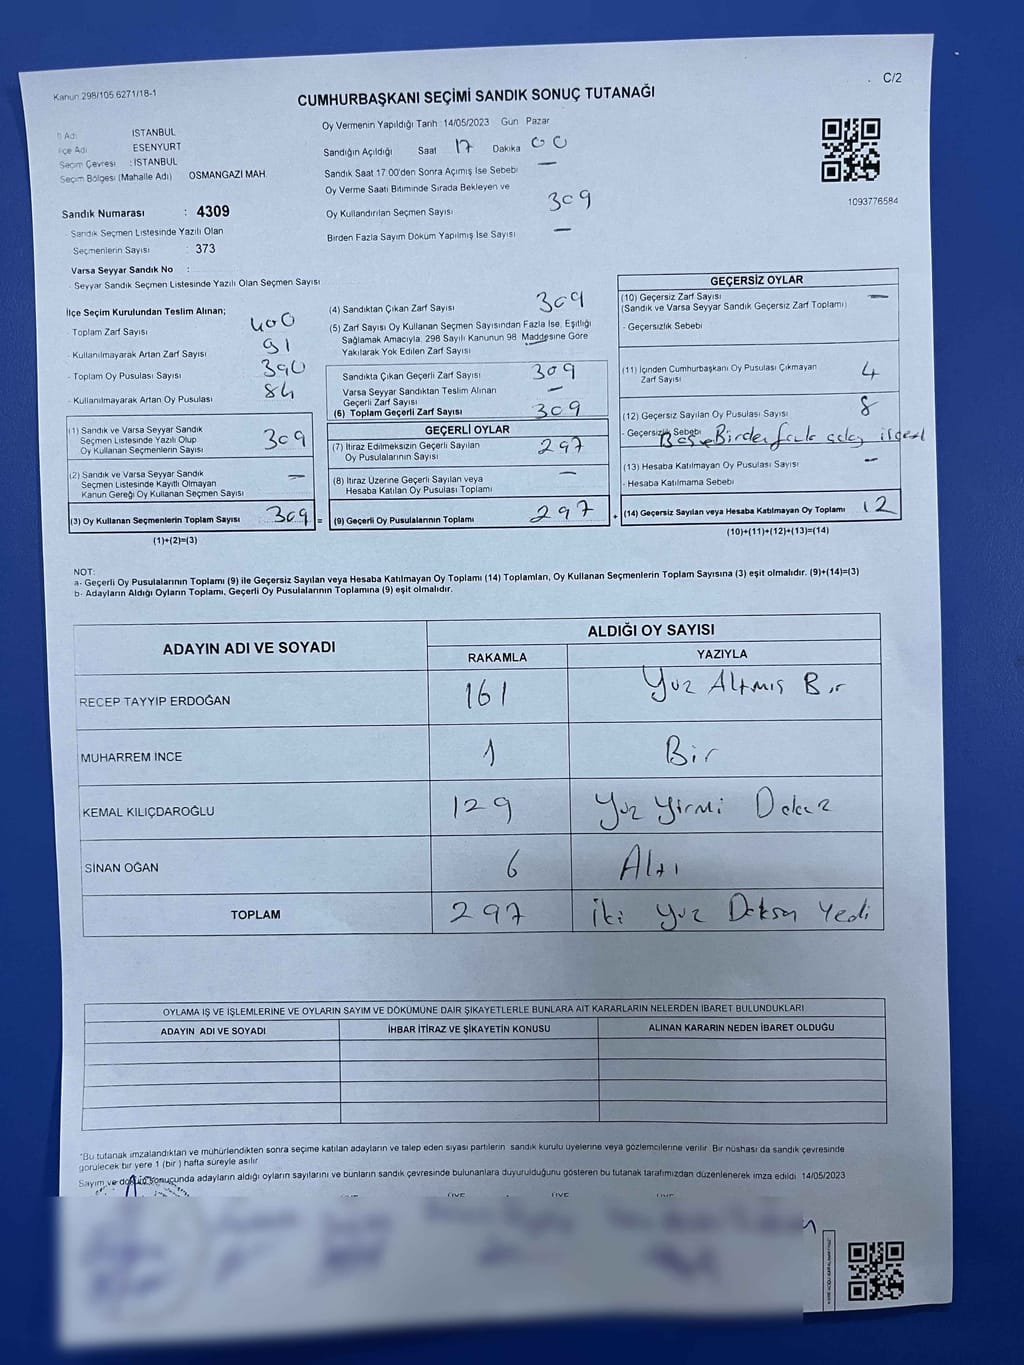 Kanun 298/105 6271/18-1
C/2
CUMHURBAŞKANI SEÇİMİ SANDIK SONUÇ TUTANAĞI
İl Adı : İSTANBUL
İlçe Adı ESENYURT
Seçim Çevresi : İSTANBUL
Seçim Bölgesi (Mahalle Adı) OSMANGAZİ MAH.
Sandık Numarası : 4309
- Sandık Seçmen Listesinde Yazılı Olan
Seçmenlerin Sayısı : 373
Varsa Seyyar Sandık No :
- Seyyar Sandık Seçmen Listesinde Yazılı Olan Seçmen Sayısı
Oy Vermenin Yapıldığı Tarih :14/05/2023 Gün Pazar
Sandığın Açıldığı Saat 17 Dakika 00
Sandık Saat 17:00'den Sonra Açımış İse Sebebi —
Oy Verme Saati Bitiminde Sırada Bekleyen ve
Oy Kullandırılan Seçmen Sayısı 309
Birden Fazla Sayım Döküm Yapılmış İse Sayısı —
1093776584
İlçe Seçim Kurulundan Teslim Alınan;
- Toplam Zarf Sayısı 400
- Kullanılmayarak Artan Zarf Sayısı 91
- Toplam Oy Pusulası Sayısı 390
- Kullanılmayarak Artan Oy Pusulası 84
(1) Sandık ve Varsa Seyyar Sandık
Seçmen Listesinde Yazılı Olup
Oy Kullanan Seçmenlerin Sayısı 309
(2) Sandık ve Varsa Seyyar Sandık
Seçmen Listesinde Kayıtlı Olmayan
Kanun Gereği Oy Kullanan Seçmen Sayısı —
(3) Oy Kullanan Seçmenlerin Toplam Sayısı 309 =
(1)+(2)=(3)
(4) Sandıktan Çıkan Zarf Sayısı 309
(5) Zarf Sayısı Oy Kullanan Seçmen Sayısından Fazla İse, Eşitliği
Sağlamak Amacıyla, 298 Sayılı Kanunun 98. Maddesine Göre
Yakılarak Yok Edilen Zarf Sayısı
Sandıkta Çıkan Geçerli Zarf Sayısı 309
Varsa Seyyar Sandıktan Teslim Alınan
Geçerli Zarf Sayısı —
(6) Toplam Geçerli Zarf Sayısı 309
GEÇERLİ OYLAR
(7) İtiraz Edilmeksizin Geçerli Sayılan
Oy Pusulalarının Sayısı 297
(8) İtiraz Üzerine Geçerli Sayılan veya
Hesaba Katılan Oy Pusulası Toplamı —
(9) Geçerli Oy Pusulalarının Toplamı 297 +
GEÇERSİZ OYLAR
(10) Geçersiz Zarf Sayısı —
(Sandık ve Varsa Seyyar Sandık Geçersiz Zarf Toplamı)
- Geçersizlik Sebebi
(11) İçinden Cumhurbaşkanı Oy Pusulası Çıkmayan
Zarf Sayısı 4
(12) Geçersiz Sayılan Oy Pusulası Sayısı 8
- Geçersizlik Sebebi Boş ve Birden fazla
(13) Hesaba Katılmayan Oy Pusulası Sayısı —
- Hesaba Katılmama Sebebi
(14) Geçersiz Sayılan veya Hesaba Katılmayan Oy Toplamı 12
(10)+(11)+(12)+(13)=(14)
NOT:
a- Geçerli Oy Pusulalarının Toplamı (9) ile Geçersiz Sayılan veya Hesaba Katılmayan Oy Toplamı (14) Toplamları, Oy Kullanan Seçmenlerin Toplam Sayısına (3) eşit olmalıdır. (9)+(14)=(3)
b- Adayların Aldığı Oyların Toplamı, Geçerli Oy Pusulalarının Toplamına (9) eşit olmalıdır.
ADAYIN ADI VE SOYADI ALDIĞI OY SAYISI
RAKAMLA YAZIYLA
RECEP TAYYİP ERDOĞAN 161 Yüz Altmış Bir
MUHARREM İNCE 1 Bir
KEMAL KILIÇDAROĞLU 129 Yüz Yirmi Dokuz
SİNAN OĞAN 6 Altı
TOPLAM 297 iki yüz Doksan Yedi
OYLAMA İŞ VE İŞLEMLERİNE VE OYLARIN SAYIM VE DÖKÜMÜNE DAİR ŞİKAYETLERLE BUNLARA AİT KARARLARIN NELERDEN İBARET BULUNDUKLARI
ADAYIN ADI VE SOYADI İHBAR İTİRAZ VE ŞİKAYETİN KONUSU ALINAN KARARIN NEDEN İBARET OLDUĞU
*Bu tutanak imzalandıktan ve mühürlendikten sonra seçime katılan adayların ve talep eden siyasi partilerin sandık kurulu üyelerine veya gözlemcilerine verilir. Bir nüshası da sandık çevresinde
görülecek bir yere 1 (bir) hafta süreyle asılır.
Sayım ve döküm sonucunda adayların aldığı oyların sayılarını ve bunların sandık çevresinde bulunanlara duyurulduğunu gösteren bu tutanak tarafımızdan düzenlenerek imza edildi. 14/05/2023
ÜYE ÜYE ÜYE